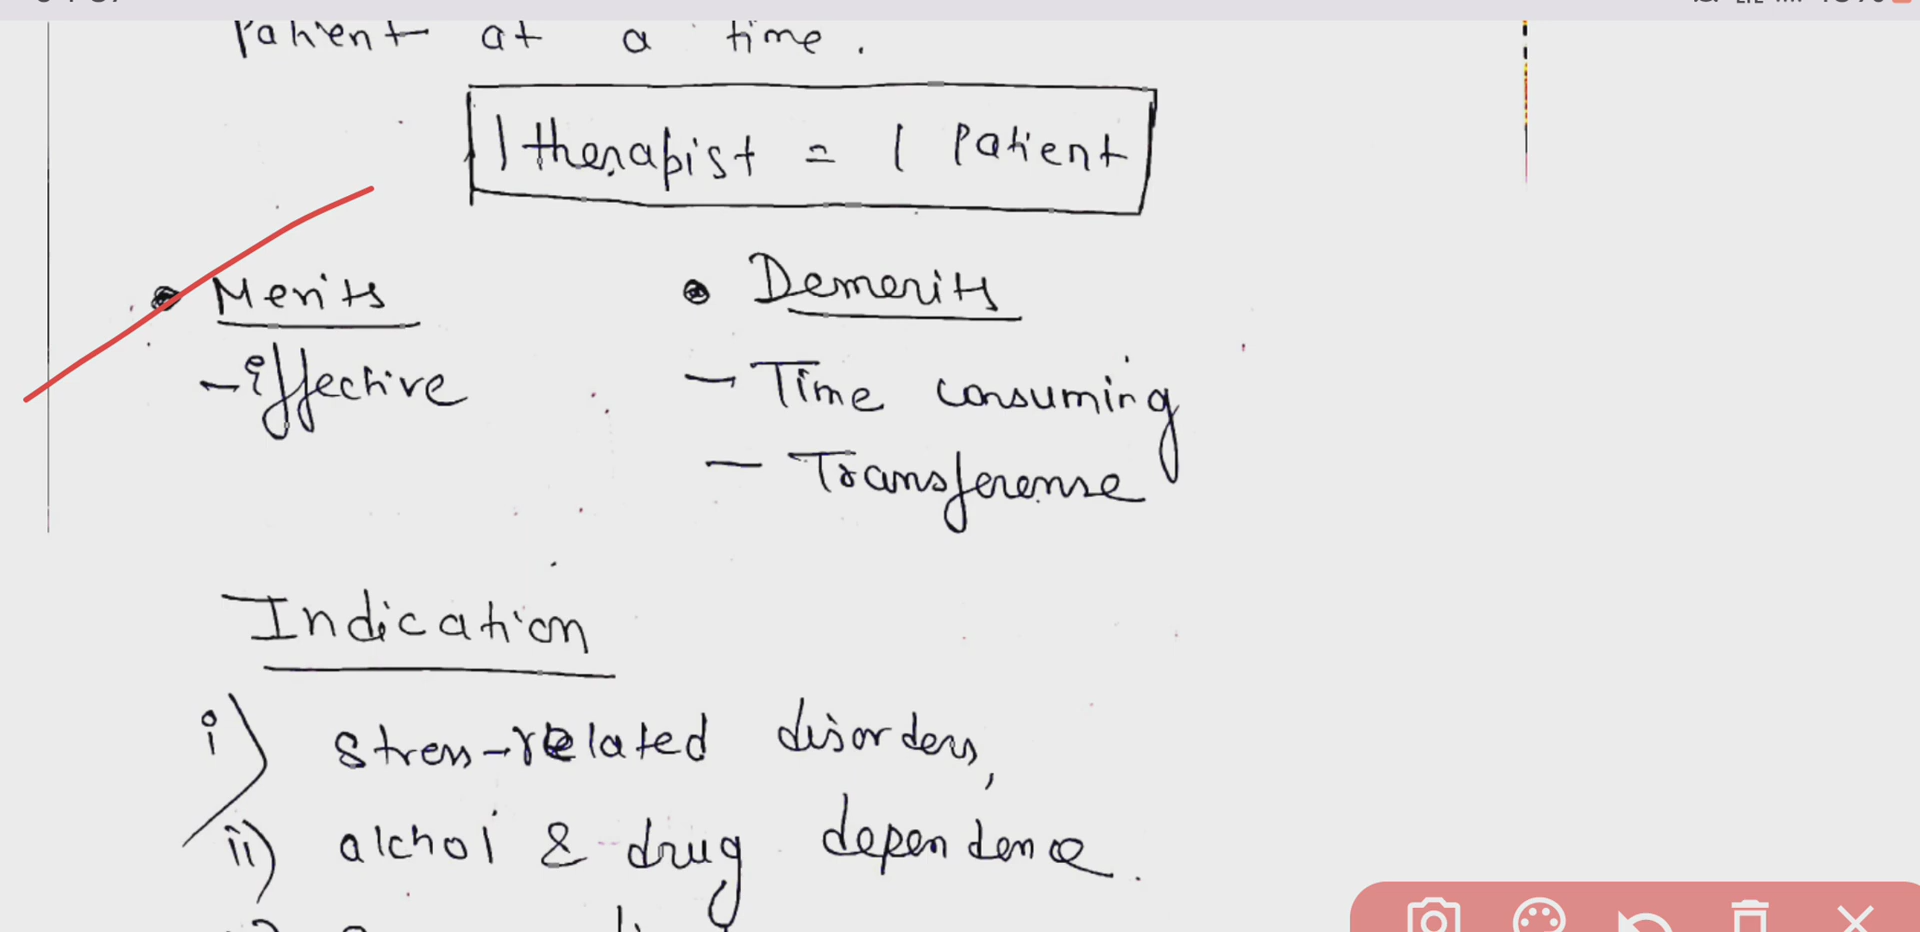 Patient at a time.
1 therapist = 1 Patient
Merits
Demerits
- Effective
- Time consuming
- Transferense
Indication
i) stress-related disorders,
ii) alchol & drug dependence.